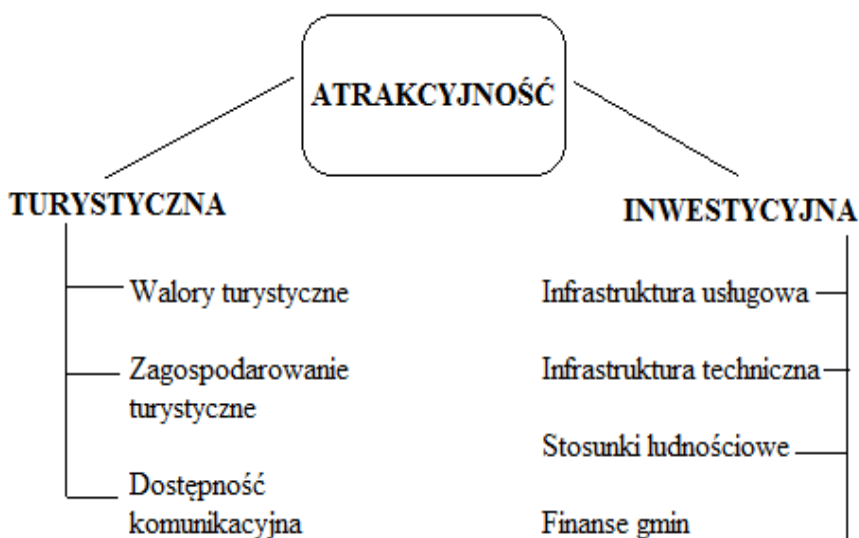 ATRAKCYJNOŚĆ
TURYSTYCZNA
Walory turystyczne
Zagospodarowanie
turystyczne
Dostępność
komunikacyjna
INWESTYCYJNA
Infrastruktura usługowa
Infrastruktura techniczna
Stosunki ludnościowe
Finanse gmin